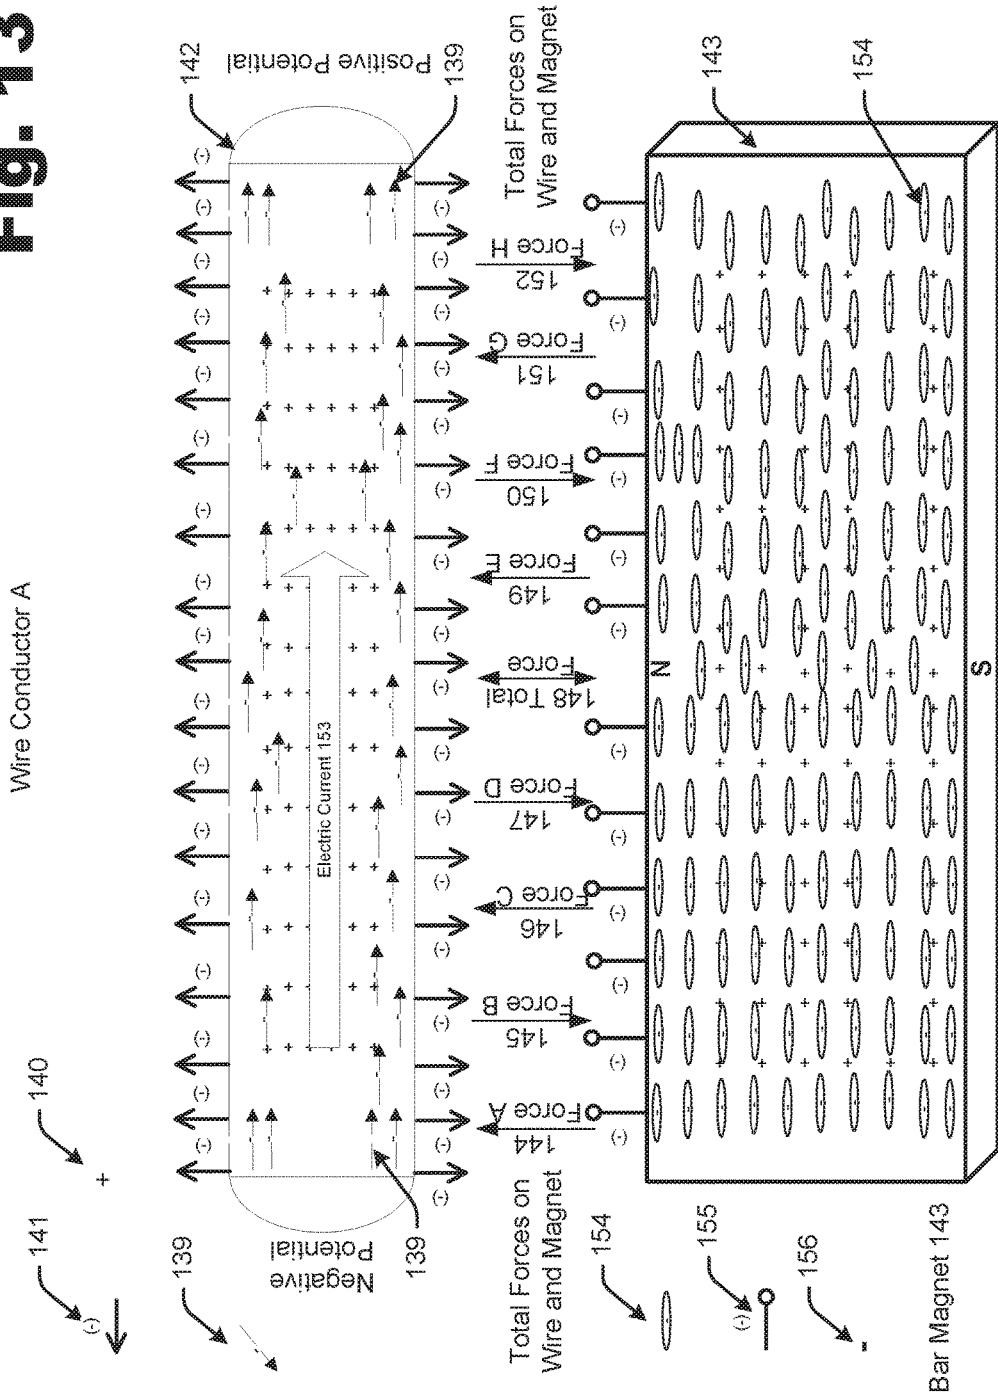 Fig. 13
Wire Conductor A
141
(-)
140
+
139
142
Positive Potential
139
Negative
Potential
139
Electric Current 153
Total Forces on
Wire and Magnet
144
Force A
145
Force B
146
Force C
147
Force D
148 Total
Force
149
Force E
150
Force F
151
Force G
152
Force H
Total Forces on
Wire and Magnet
154
155
(-)
156
-
Bar Magnet 143
N
S
143
154